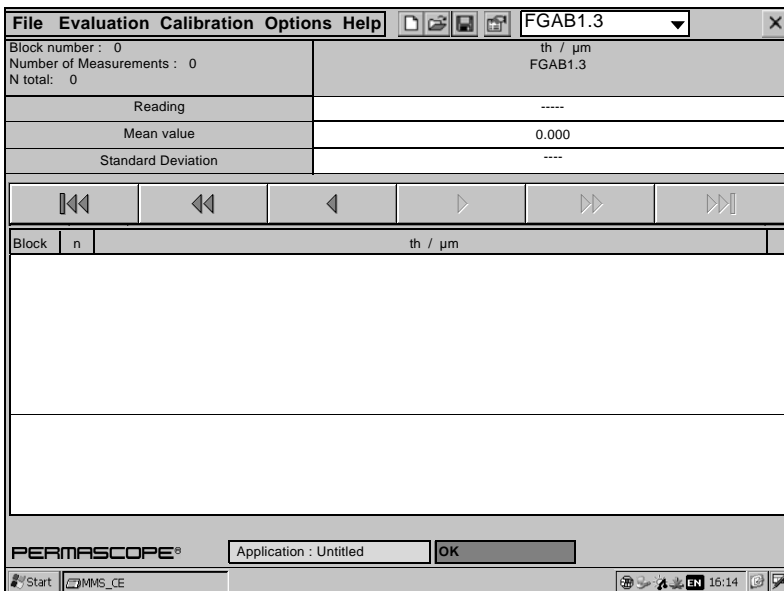 File Evaluation Calibration Options Help FGAB1.3
Block number : 0
Number of Measurements : 0
N total: 0
th / µm
FGAB1.3
Reading -----
Mean value 0.000
Standard Deviation ----
Block n th / µm
PERMASCOPE® Application : Untitled OK
Start MMS_CE EN 16:14